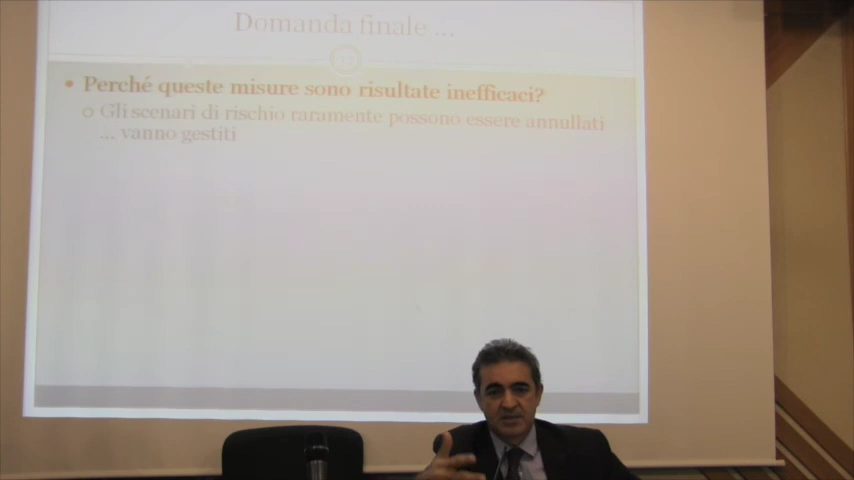 Domanda finale ...
Perché queste misure sono risultate inefficaci?
Gli scenari di rischio raramente possono essere annullati
... vanno gestiti